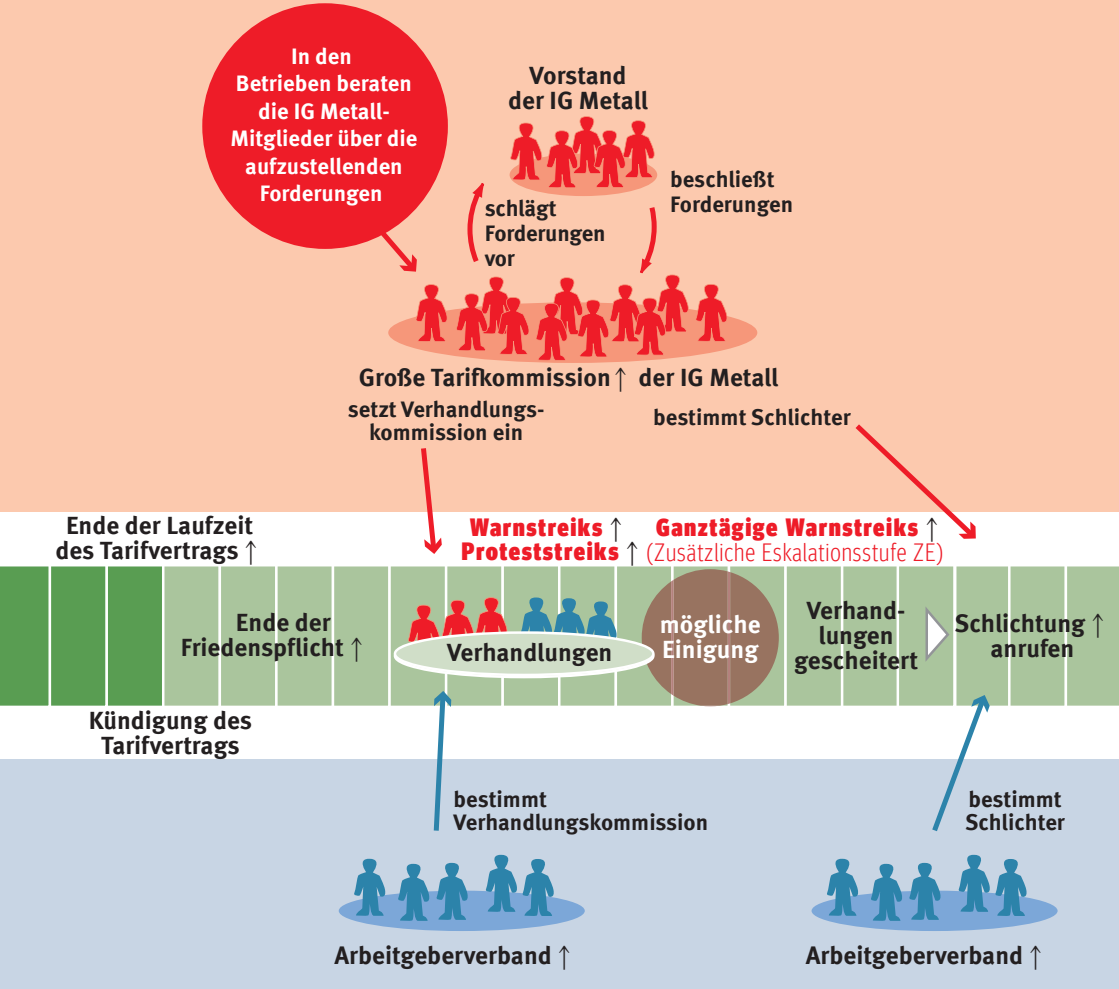 In den
Betrieben beraten
die IG Metall-
Mitglieder über die
aufzustellenden
Forderungen
Vorstand
der IG Metall
schlägt
Forderungen
vor
beschließt
Forderungen
Große Tarifkommission ↑ der IG Metall
setzt Verhandlungs-
kommission ein
bestimmt Schlichter
Ende der Laufzeit
des Tarifvertrags ↑
Warnstreiks ↑
Proteststreiks ↑
Ganztägige Warnstreiks ↑
(Zusätzliche Eskalationsstufe ZE)
Ende der
Friedenspflicht ↑
Verhandlungen
mögliche
Einigung
Verhand-
lungen
gescheitert
Schlichtung ↑
anrufen
Kündigung des
Tarifvertrags
bestimmt
Verhandlungskommission
bestimmt
Schlichter
Arbeitgeberverband ↑
Arbeitgeberverband ↑